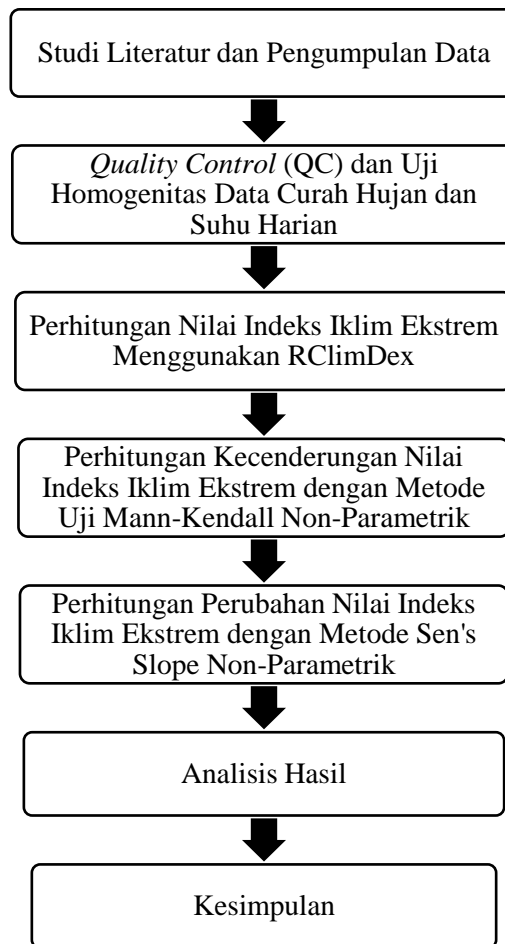 Studi Literatur dan Pengumpulan Data
Quality Control (QC) dan Uji
Homogenitas Data Curah Hujan dan
Suhu Harian
Perhitungan Nilai Indeks Iklim Ekstrem
Menggunakan RClimDex
Perhitungan Kecenderungan Nilai
Indeks Iklim Ekstrem dengan Metode
Uji Mann-Kendall Non-Parametrik
Perhitungan Perubahan Nilai Indeks
Iklim Ekstrem dengan Metode Sen's
Slope Non-Parametrik
Analisis Hasil
Kesimpulan